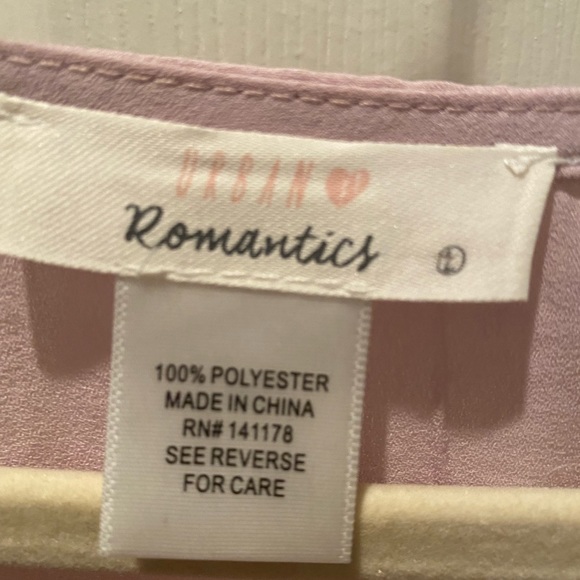 URBAN
Romantics
100% POLYESTER
MADE IN CHINA
RN# 141178
SEE REVERSE
FOR CARE